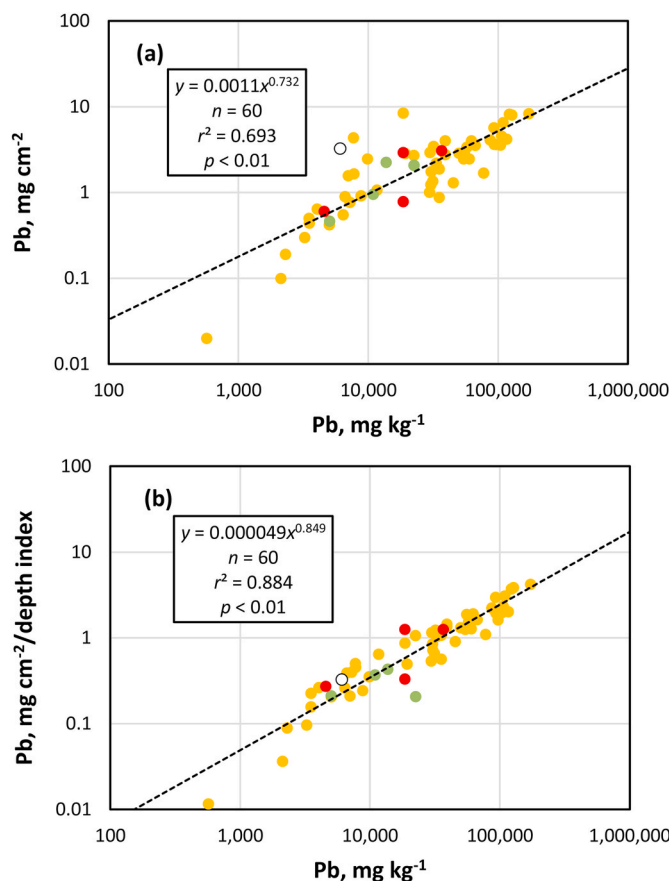 100
(a)
y = 0.0011x^0.732
n = 60
r² = 0.693
p < 0.01
10
1
0.1
0.01
Pb, mg cm⁻²
100 1,000 10,000 100,000 1,000,000
Pb, mg kg⁻¹
100
(b)
y = 0.000049x^0.849
n = 60
r² = 0.884
p < 0.01
10
1
0.1
0.01
Pb, mg cm⁻²/depth index
100 1,000 10,000 100,000 1,000,000
Pb, mg kg⁻¹